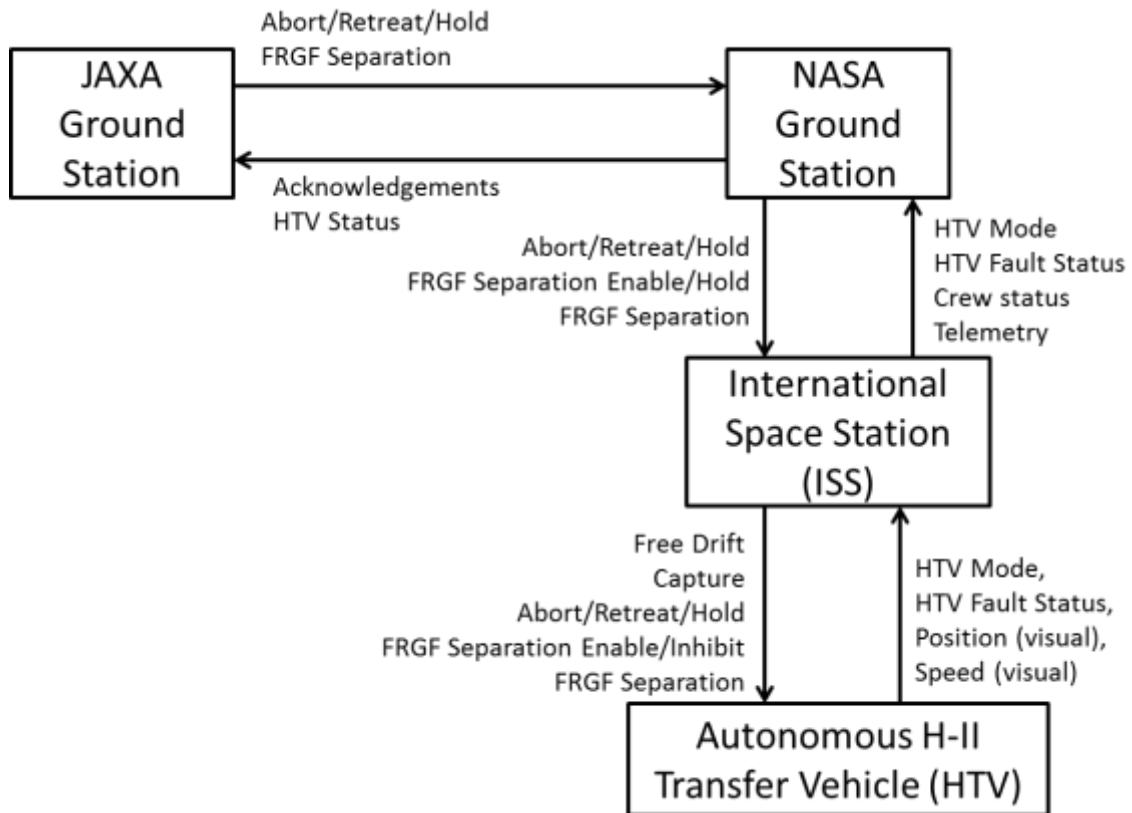 Abort/Retreat/Hold
FRGF Separation
JAXA
Ground
Station
NASA
Ground
Station
Acknowledgements
HTV Status
Abort/Retreat/Hold
FRGF Separation Enable/Hold
FRGF Separation
HTV Mode
HTV Fault Status
Crew status
Telemetry
International
Space Station
(ISS)
Free Drift
Capture
Abort/Retreat/Hold
FRGF Separation Enable/Inhibit
FRGF Separation
HTV Mode,
HTV Fault Status,
Position (visual),
Speed (visual)
Autonomous H-II
Transfer Vehicle (HTV)